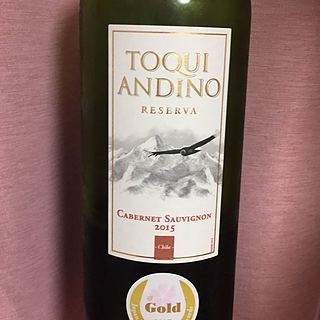 TOQUI
ANDINO
RESERVA
CABERNET SAUVIGNON
2015
- Chile -
Gold